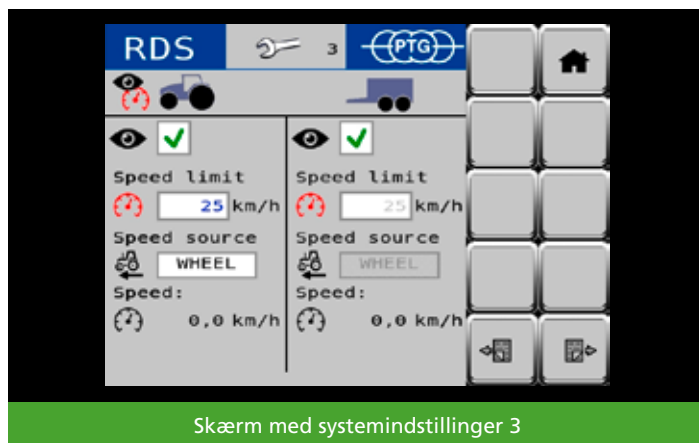 RDS 3 PTG
Speed limit
25 km/h
Speed source
WHEEL
Speed:
0,0 km/h
Speed limit
25 km/h
Speed source
WHEEL
Speed:
0,0 km/h
Skærm med systemindstillinger 3